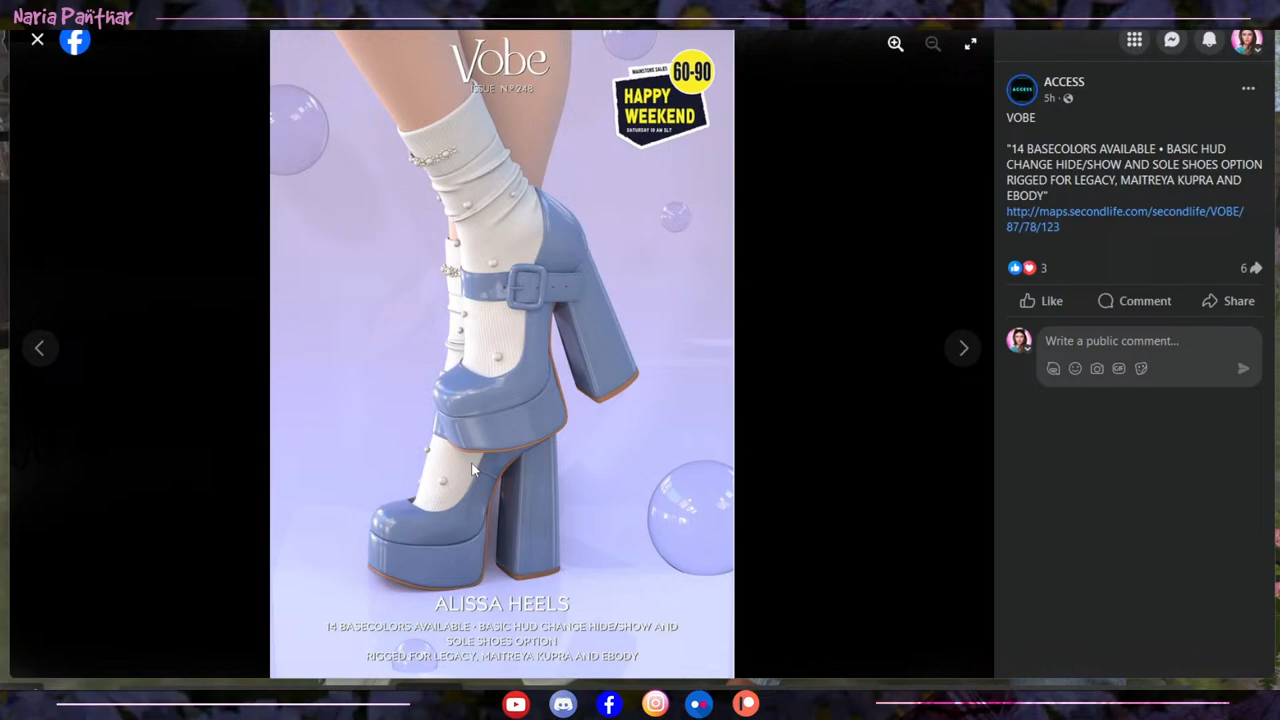 Naria Panthar
Vobe
ISSUE Nº 248
MAINSTORE SALES
60-90
HAPPY
WEEKEND
SATURDAY 10 AM SLT
ALISSA HEELS
14 BASECOLORS AVAILABLE • BASIC HUD CHANGE HIDE/SHOW AND
SOLE SHOES OPTION
RIGGED FOR LEGACY, MAITREYA KUPRA AND EBODY
ACCESS
5h
VOBE
"14 BASECOLORS AVAILABLE • BASIC HUD
CHANGE HIDE/SHOW AND SOLE SHOES OPTION
RIGGED FOR LEGACY, MAITREYA KUPRA AND
EBODY"
http://maps.secondlife.com/secondlife/VOBE/
87/78/123
3
6
Like
Comment
Share
Write a public comment...